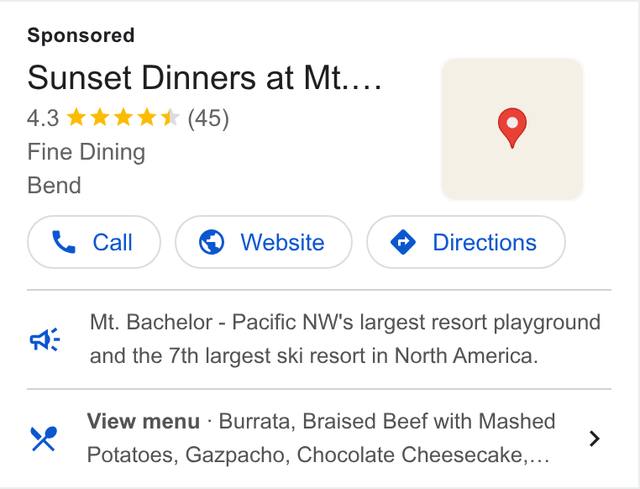 Sponsored
Sunset Dinners at Mt.…
4.3 (45)
Fine Dining
Bend
Call Website Directions
Mt. Bachelor - Pacific NW's largest resort playground
and the 7th largest ski resort in North America.
View menu · Burrata, Braised Beef with Mashed
Potatoes, Gazpacho, Chocolate Cheesecake,…